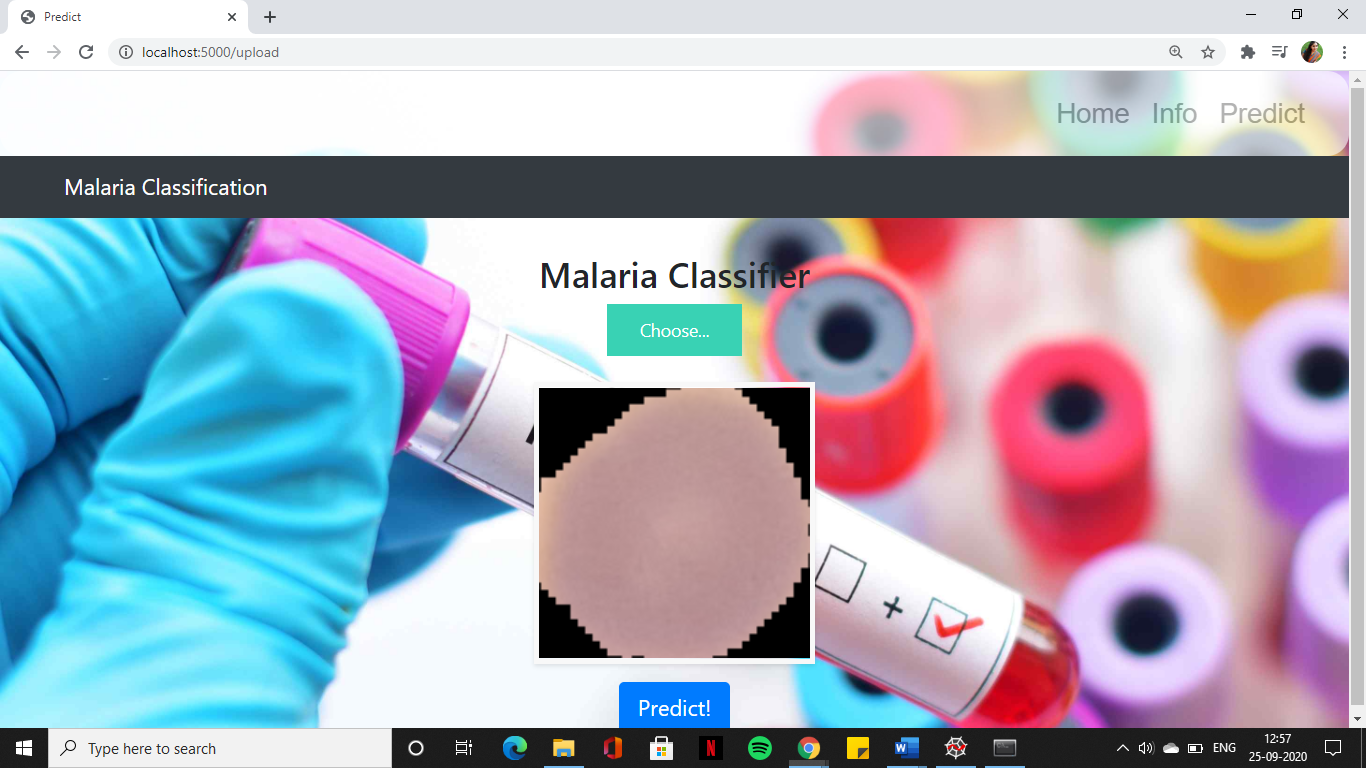 Predict
localhost:5000/upload
Home Info Predict
Malaria Classification
Malaria Classifier
Choose...
+
Predict!
Type here to search
ENG
12:57
25-09-2020